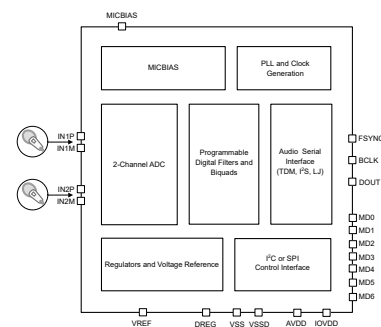 MICBIAS
MICBIAS
PLL and Clock
Generation
IN1P
IN1M
IN2P
IN2M
2-Channel ADC
Programmable
Digital Filters and
Biquads
Audio Serial
Interface
(TDM, I²S, LJ)
FSYNC
BCLK
DOUT
MD0
MD1
MD2
MD3
MD4
MD5
MD6
Regulators and Voltage Reference
I²C or SPI
Control Interface
VREF
DREG
VSS
VSSD
AVDD
IOVDD